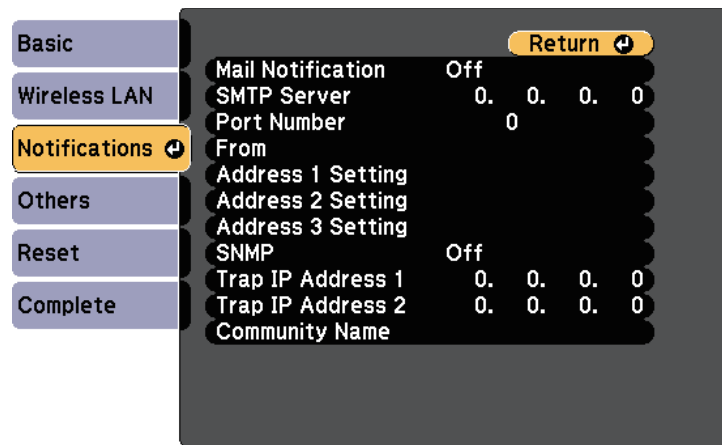 Basic
Wireless LAN
Notifications
Others
Reset
Complete
Return
Mail Notification Off
SMTP Server 0. 0. 0. 0
Port Number 0
From
Address 1 Setting
Address 2 Setting
Address 3 Setting
SNMP Off
Trap IP Address 1 0. 0. 0. 0
Trap IP Address 2 0. 0. 0. 0
Community Name